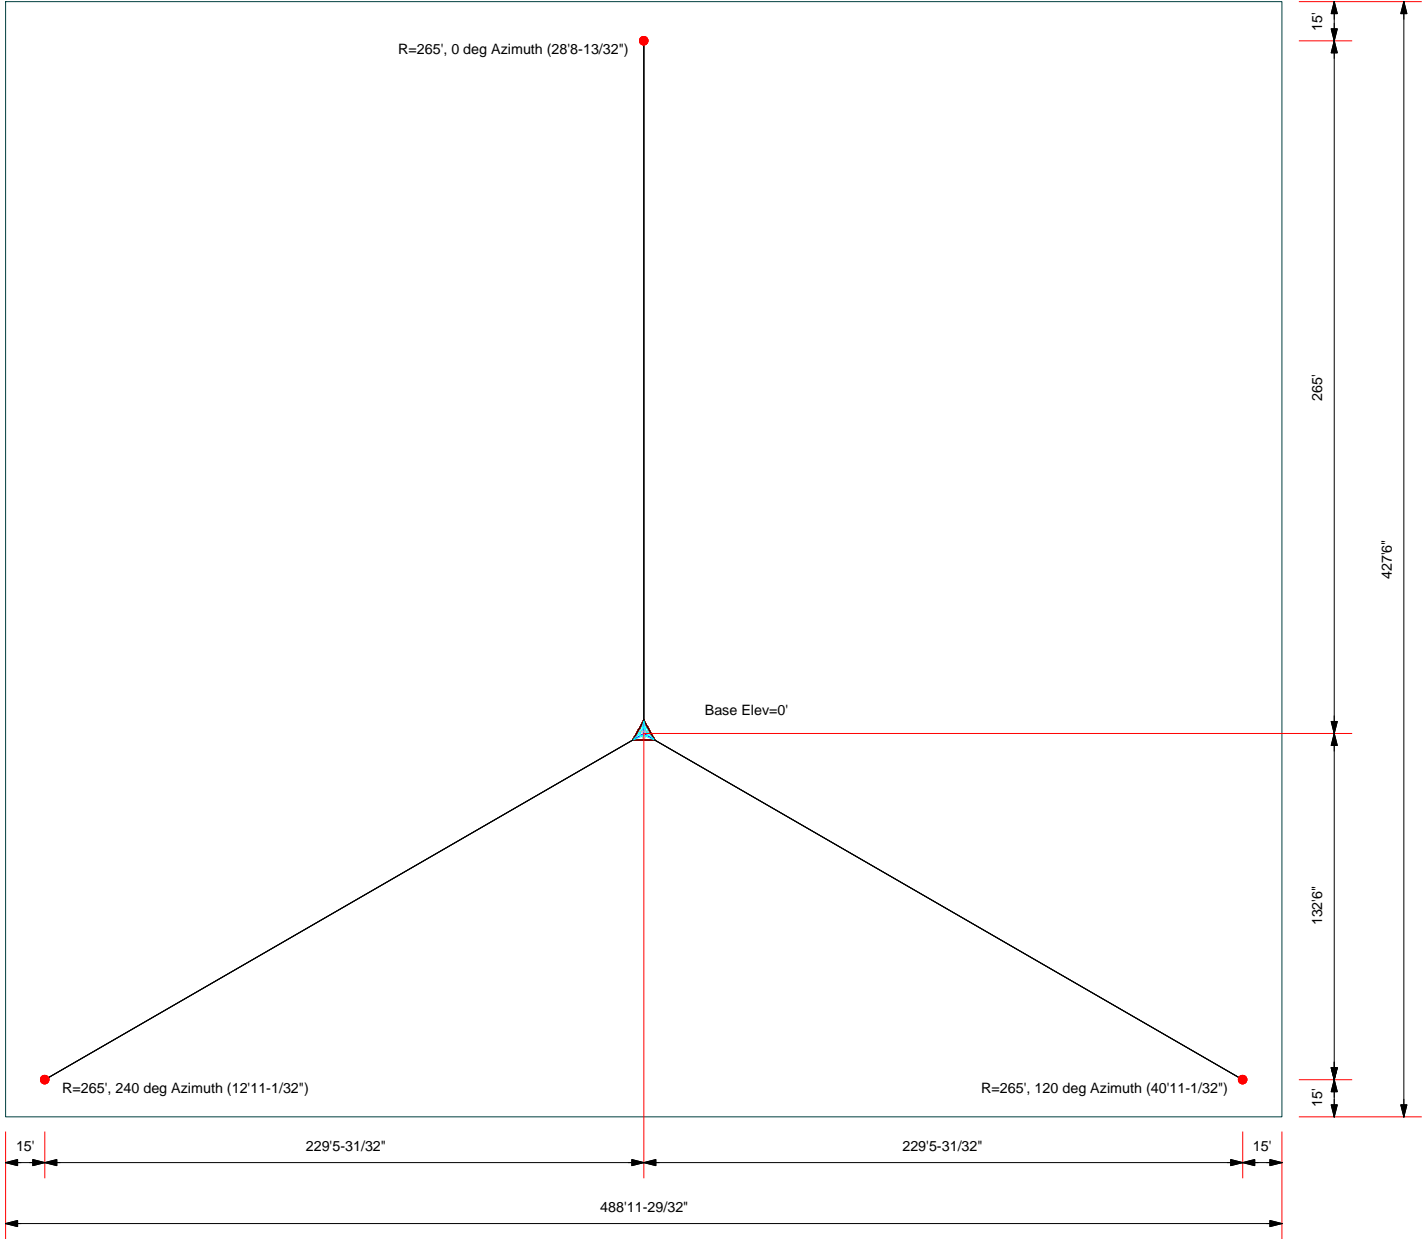 15'
R=265', 0 deg Azimuth (28'8-13/32")
265'
427'6"
Base Elev=0'
132'6"
R=265', 240 deg Azimuth (12'11-1/32")
R=265', 120 deg Azimuth (40'11-1/32")
15'
15'
229'5-31/32"
229'5-31/32"
15'
488'11-29/32"